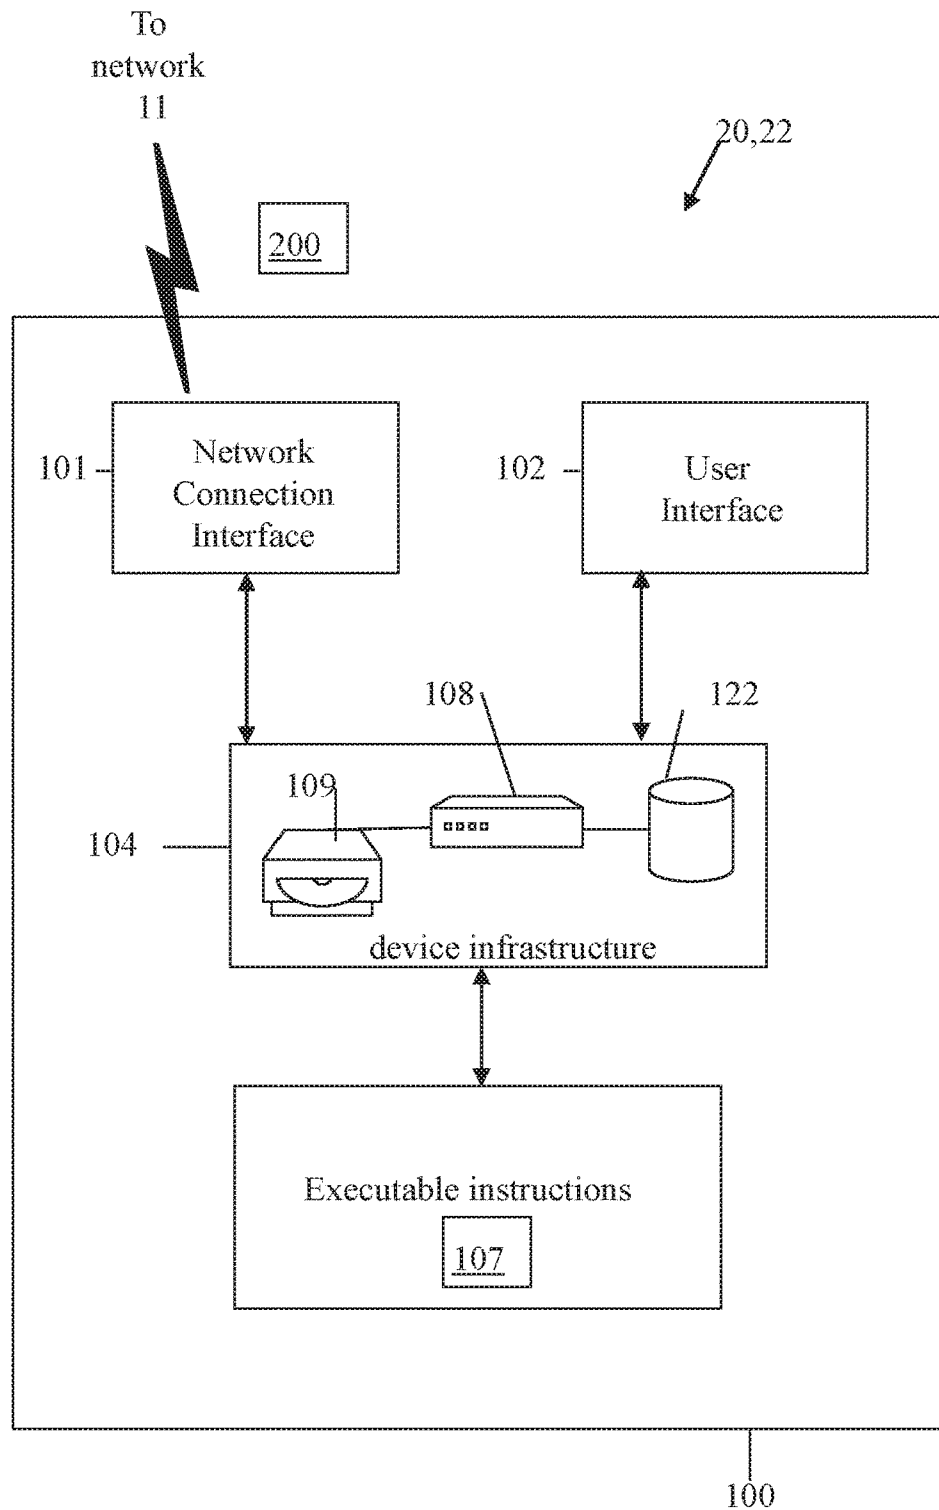 To
network
11
20,22
200
101
Network
Connection
Interface
102
User
Interface
108
122
109
104
device infrastructure
Executable instructions
107
100